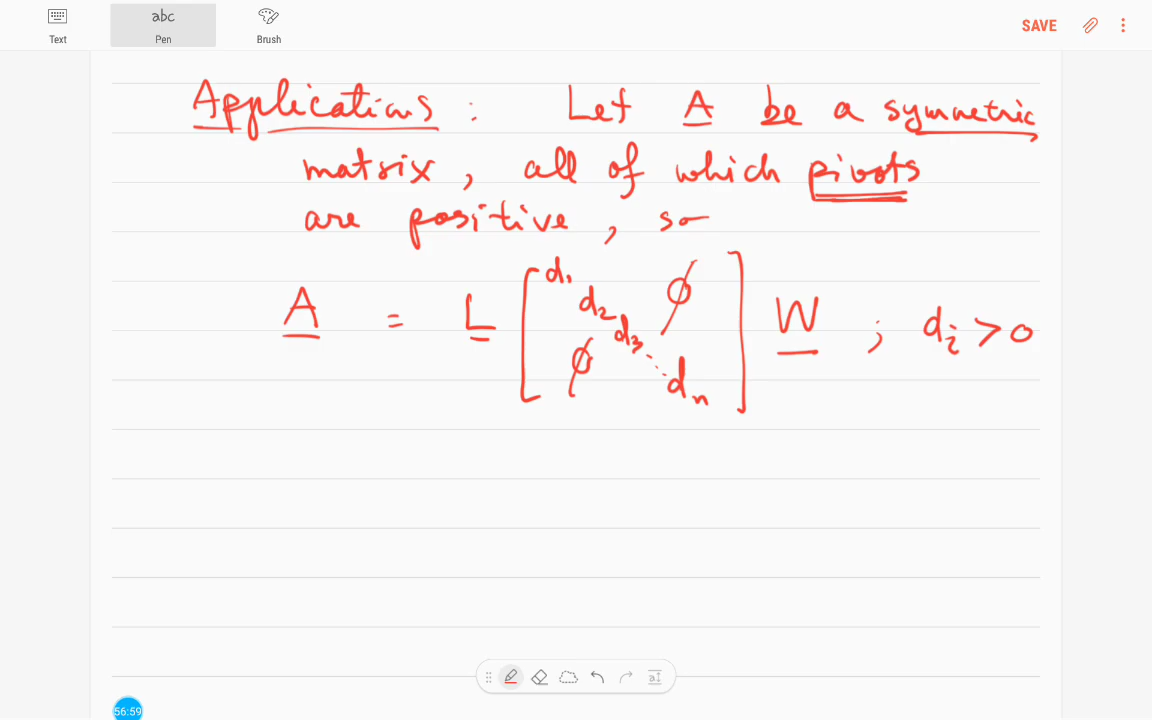 Text
abc
Pen
Brush
SAVE
Applications : Let A be a symmetric
matrix, all of which pivots
are positive, so
A = L [ d₁ d₂ d₃ ⋱ dₙ ϕ ϕ ] W ; dᵢ > 0
56:59